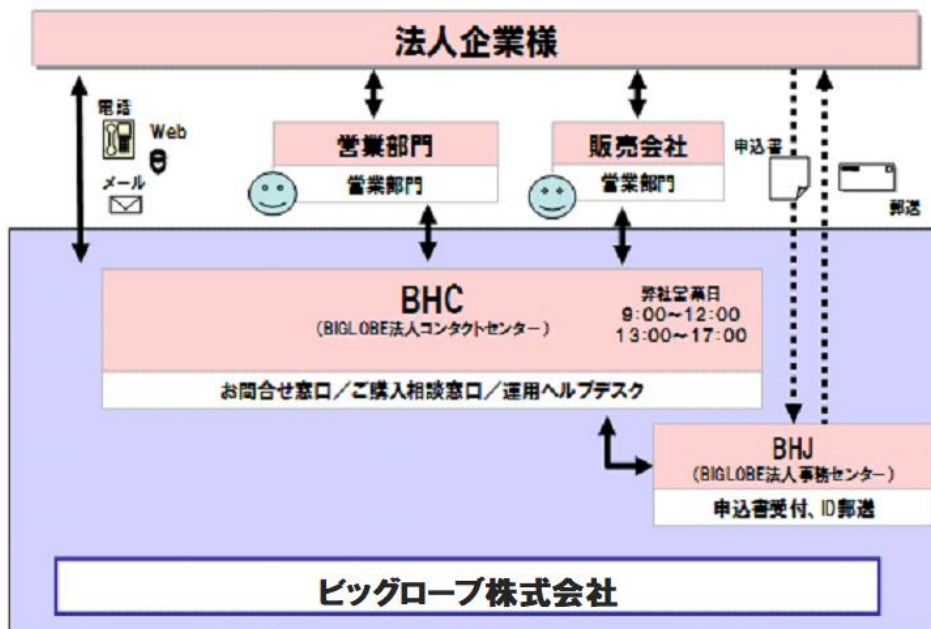 法人企業様
電話
Web
メール
営業部門
営業部門
販売会社
営業部門
申込書
郵送
BHC
(BIGLOBE法人コンタクトセンター)
弊社営業日
9:00~12:00
13:00~17:00
お問合せ窓口/ご購入相談窓口/運用ヘルプデスク
BHJ
(BIGLOBE法人事務センター)
申込書受付、ID郵送
ビッグローブ株式会社